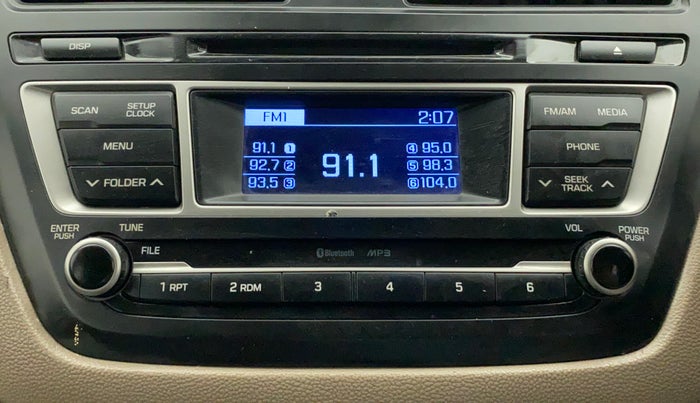 DISP
SCAN SETUP CLOCK
FM1 2:07
FM/AM MEDIA
MENU
91.1 1 4 95.0
92.7 2 91.1 5 98.3
93.5 3 6 104.0
PHONE
FOLDER
SEEK TRACK
ENTER PUSH
TUNE
VOL
POWER PUSH
FILE
Bluetooth MP3
1 RPT 2 RDM 3 4 5 6